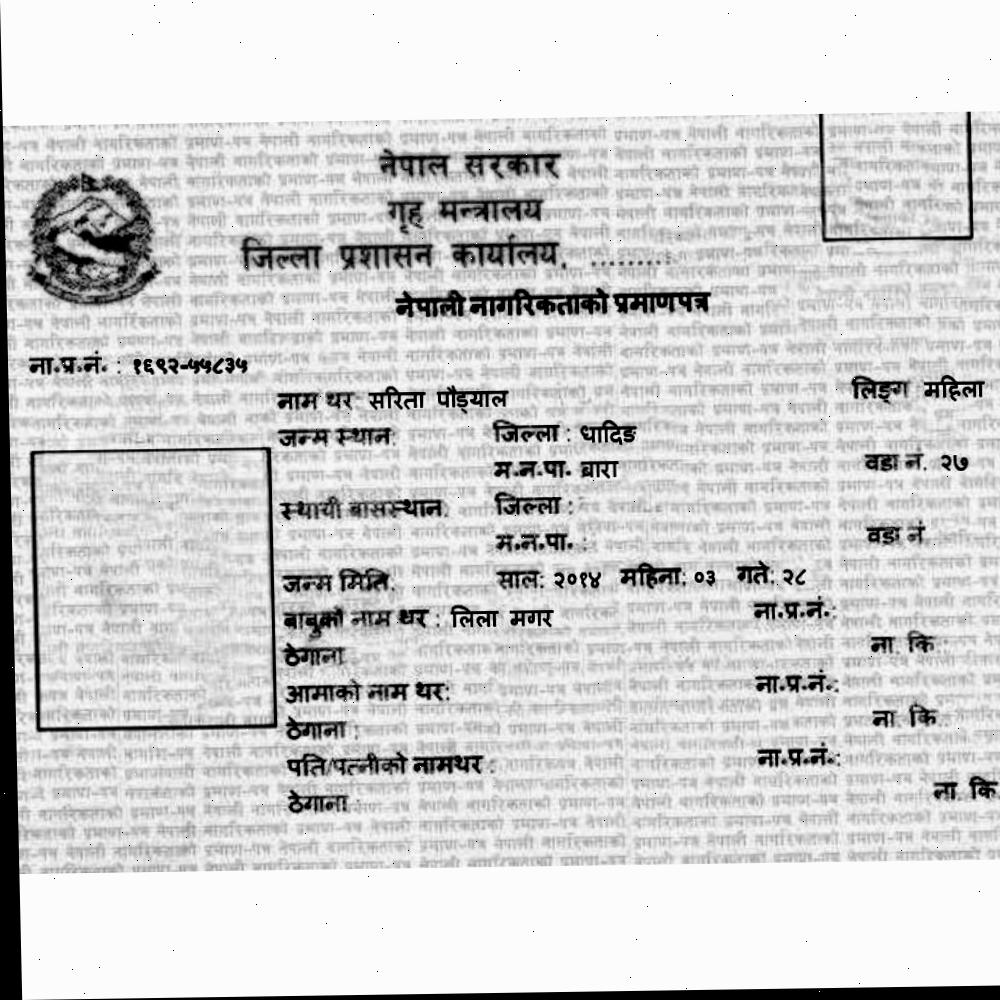 नेपाल सरकार
गृह मन्त्रालय
जिल्ला प्रशासन कार्यालय, .........
नेपाली नागरिकताको प्रमाणपत्र
ना.प्र.नं. : १६९२-५५८३५
नाम थर सरिता पौड्याल लिङ्ग महिला
जन्म स्थान: जिल्ला : धादिङ
म.न.पा. बारा वडा नं. २७
स्थायी बासस्थान: जिल्ला :
म.न.पा. : वडा नं.
जन्म मिति: साल: २०१४ महिना: ०३ गते: २८
बाबुको नाम थर : लिला मगर ना.प्र.नं.:
ठेगाना ना. कि :
आमाको नाम थर: ना.प्र.नं.:
ठेगाना : ना. कि
पति/पत्नीको नामथर : ना.प्र.नं.:
ठेगाना : ना. कि